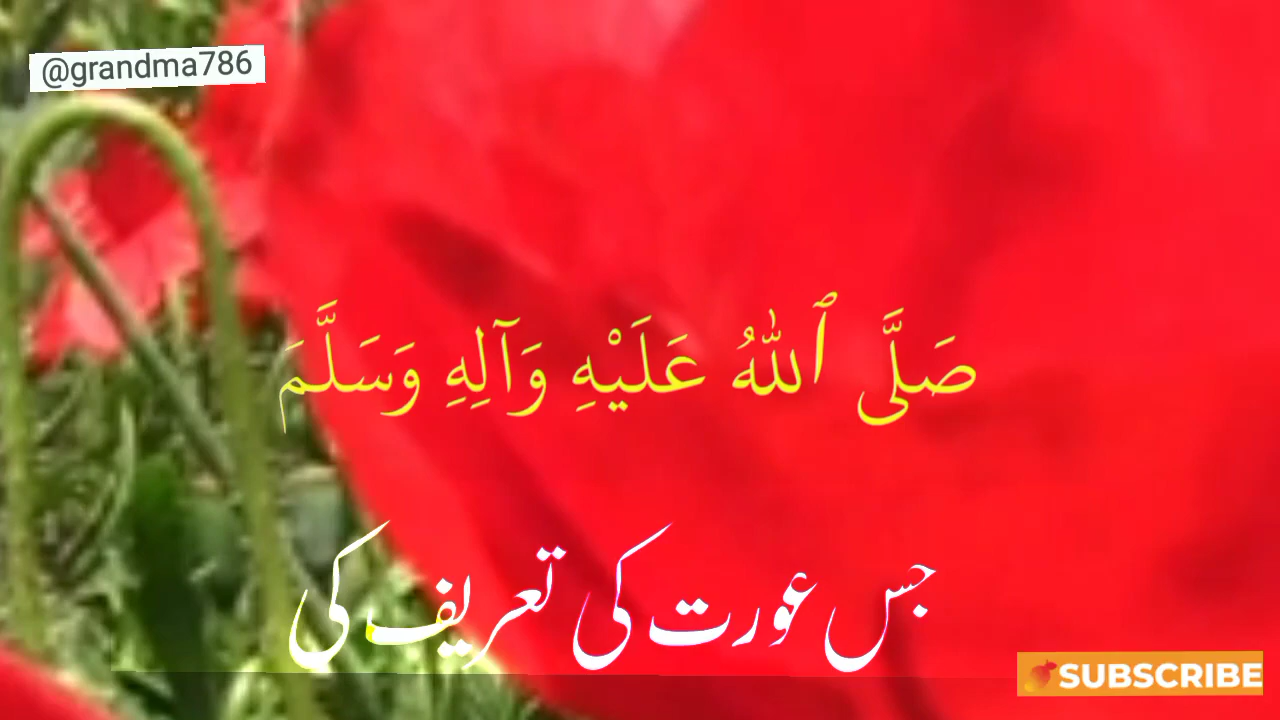 @grandma786
صَلَّى ٱللّٰهُ عَلَيْهِ وَآلِهِ وَسَلَّمَ
جس عورت کی تعریف کی
SUBSCRIBE